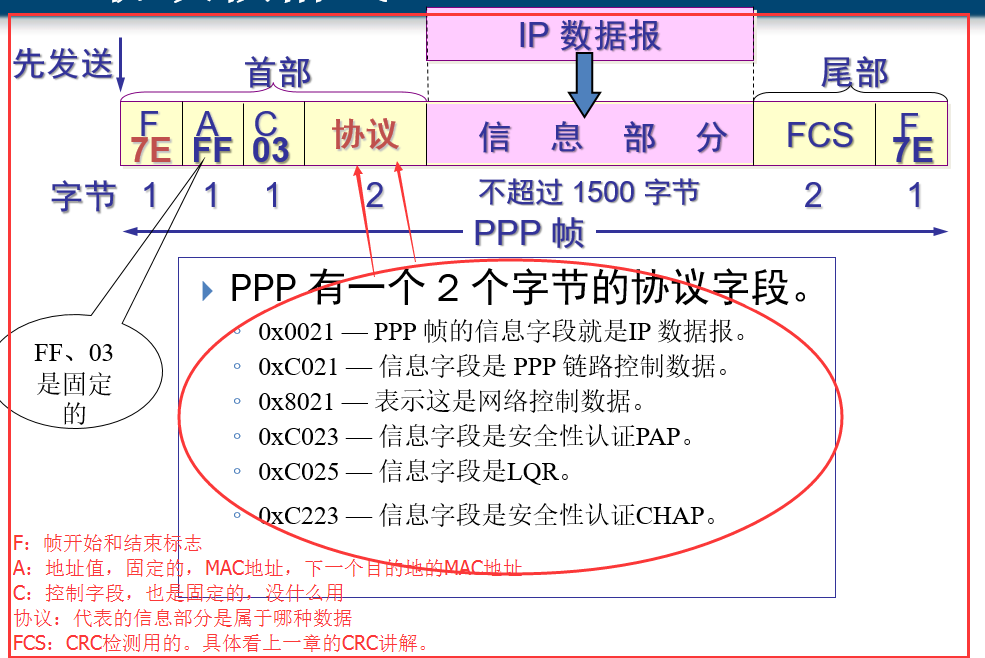 IP 数据报
先发送
首部
尾部
F A C 协议 信 息 部 分 FCS F
7E FF 03 7E
字节 1 1 1 2 不超过 1500 字节 2 1
PPP 帧
PPP 有一个 2 个字节的协议字段。
0x0021 — PPP 帧的信息字段就是IP 数据报。
0xC021 — 信息字段是 PPP 链路控制数据。
0x8021 — 表示这是网络控制数据。
0xC023 — 信息字段是安全性认证PAP。
0xC025 — 信息字段是LQR。
0xC223 — 信息字段是安全性认证CHAP。
FF、03
是固定
的
F：帧开始和结束标志
A：地址值，固定的，MAC地址，下一个目的地的MAC地址
C：控制字段，也是固定的，没什么用
协议：代表的信息部分是属于哪种数据
FCS：CRC检测用的。具体看上一章的CRC讲解。